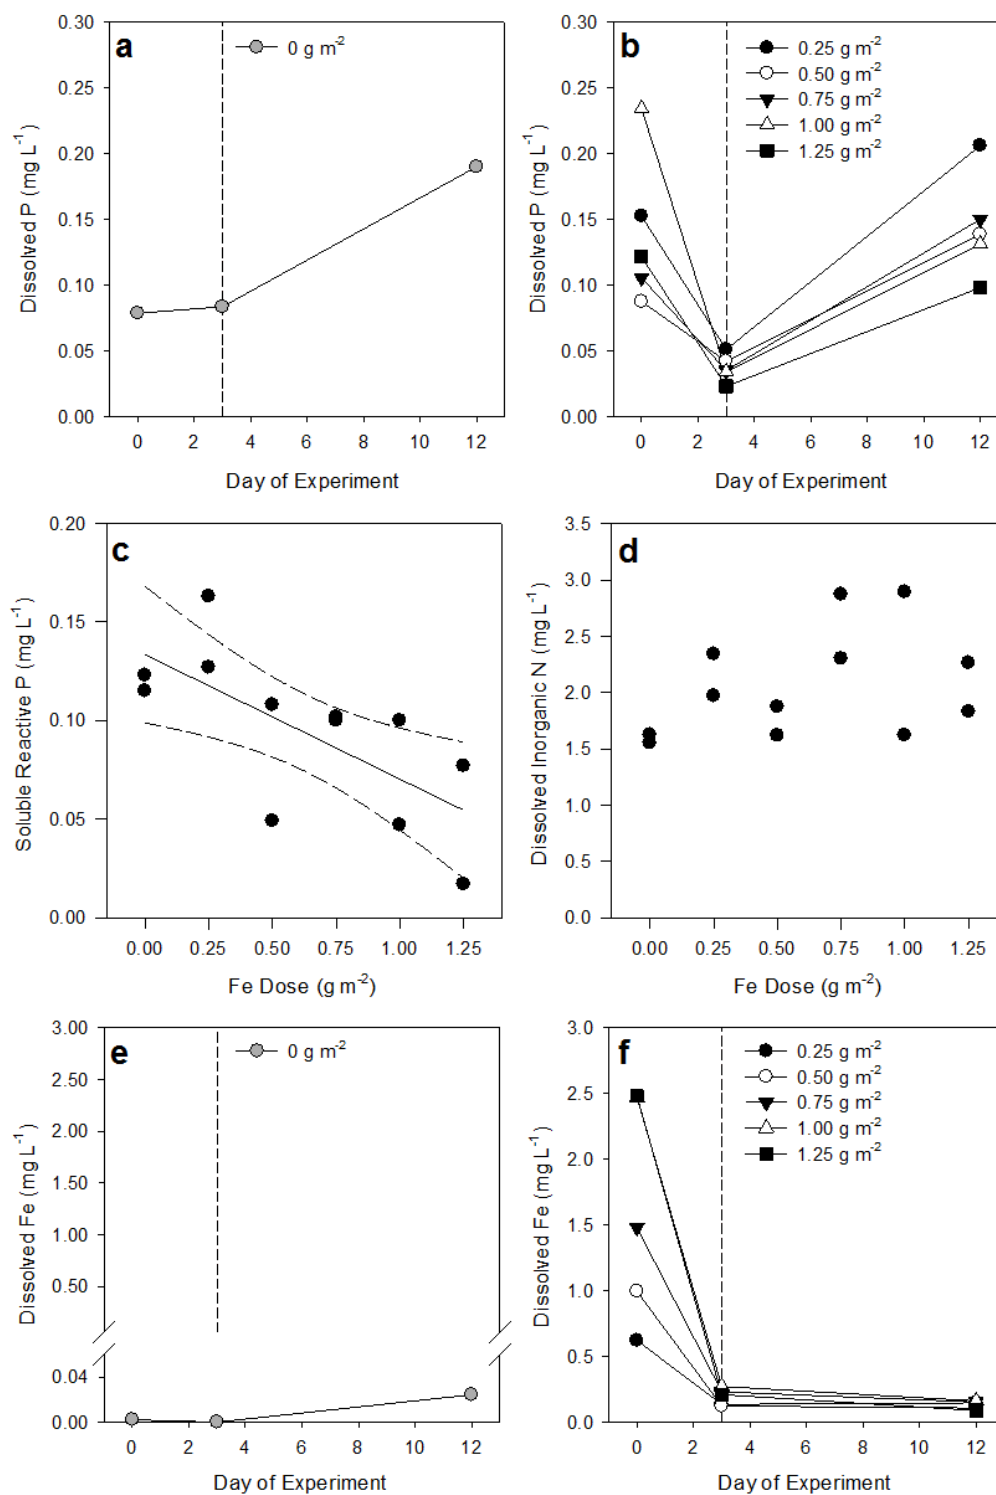 a
0 g m⁻²
Dissolved P (mg L⁻¹)
0.30
0.25
0.20
0.15
0.10
0.05
0.00
0 2 4 6 8 10 12
Day of Experiment
b
0.25 g m⁻²
0.50 g m⁻²
0.75 g m⁻²
1.00 g m⁻²
1.25 g m⁻²
Dissolved P (mg L⁻¹)
0.30
0.25
0.20
0.15
0.10
0.05
0.00
0 2 4 6 8 10 12
Day of Experiment
c
Soluble Reactive P (mg L⁻¹)
0.20
0.15
0.10
0.05
0.00
0.00 0.25 0.50 0.75 1.00 1.25
Fe Dose (g m⁻²)
d
Dissolved Inorganic N (mg L⁻¹)
3.5
3.0
2.5
2.0
1.5
1.0
0.5
0.0
0.00 0.25 0.50 0.75 1.00 1.25
Fe Dose (g m⁻²)
e
0 g m⁻²
Dissolved Fe (mg L⁻¹)
3.00
2.50
2.00
1.50
1.00
0.50
0.04
0.00
0 2 4 6 8 10 12
Day of Experiment
f
0.25 g m⁻²
0.50 g m⁻²
0.75 g m⁻²
1.00 g m⁻²
1.25 g m⁻²
Dissolved Fe (mg L⁻¹)
3.0
2.5
2.0
1.5
1.0
0.5
0.0
0 2 4 6 8 10 12
Day of Experiment